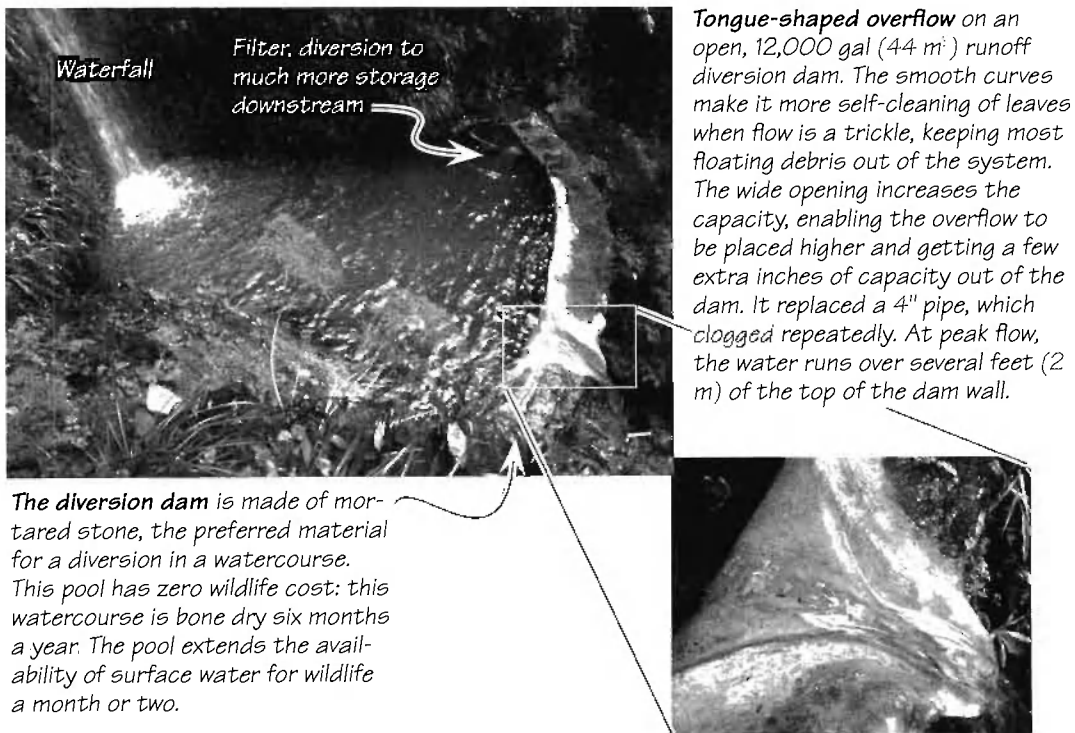 Waterfall
Filter, diversion to
much more storage
downstream
Tongue-shaped overflow on an
open, 12,000 gal (44 m³) runoff
diversion dam. The smooth curves
make it more self-cleaning of leaves
when flow is a trickle, keeping most
floating debris out of the system.
The wide opening increases the
capacity, enabling the overflow to
be placed higher and getting a few
extra inches of capacity out of the
dam. It replaced a 4" pipe, which
clogged repeatedly. At peak flow,
the water runs over several feet (2
m) of the top of the dam wall.
The diversion dam is made of mor-
tared stone, the preferred material
for a diversion in a watercourse.
This pool has zero wildlife cost: this
watercourse is bone dry six months
a year. The pool extends the avail-
ability of surface water for wildlife
a month or two.